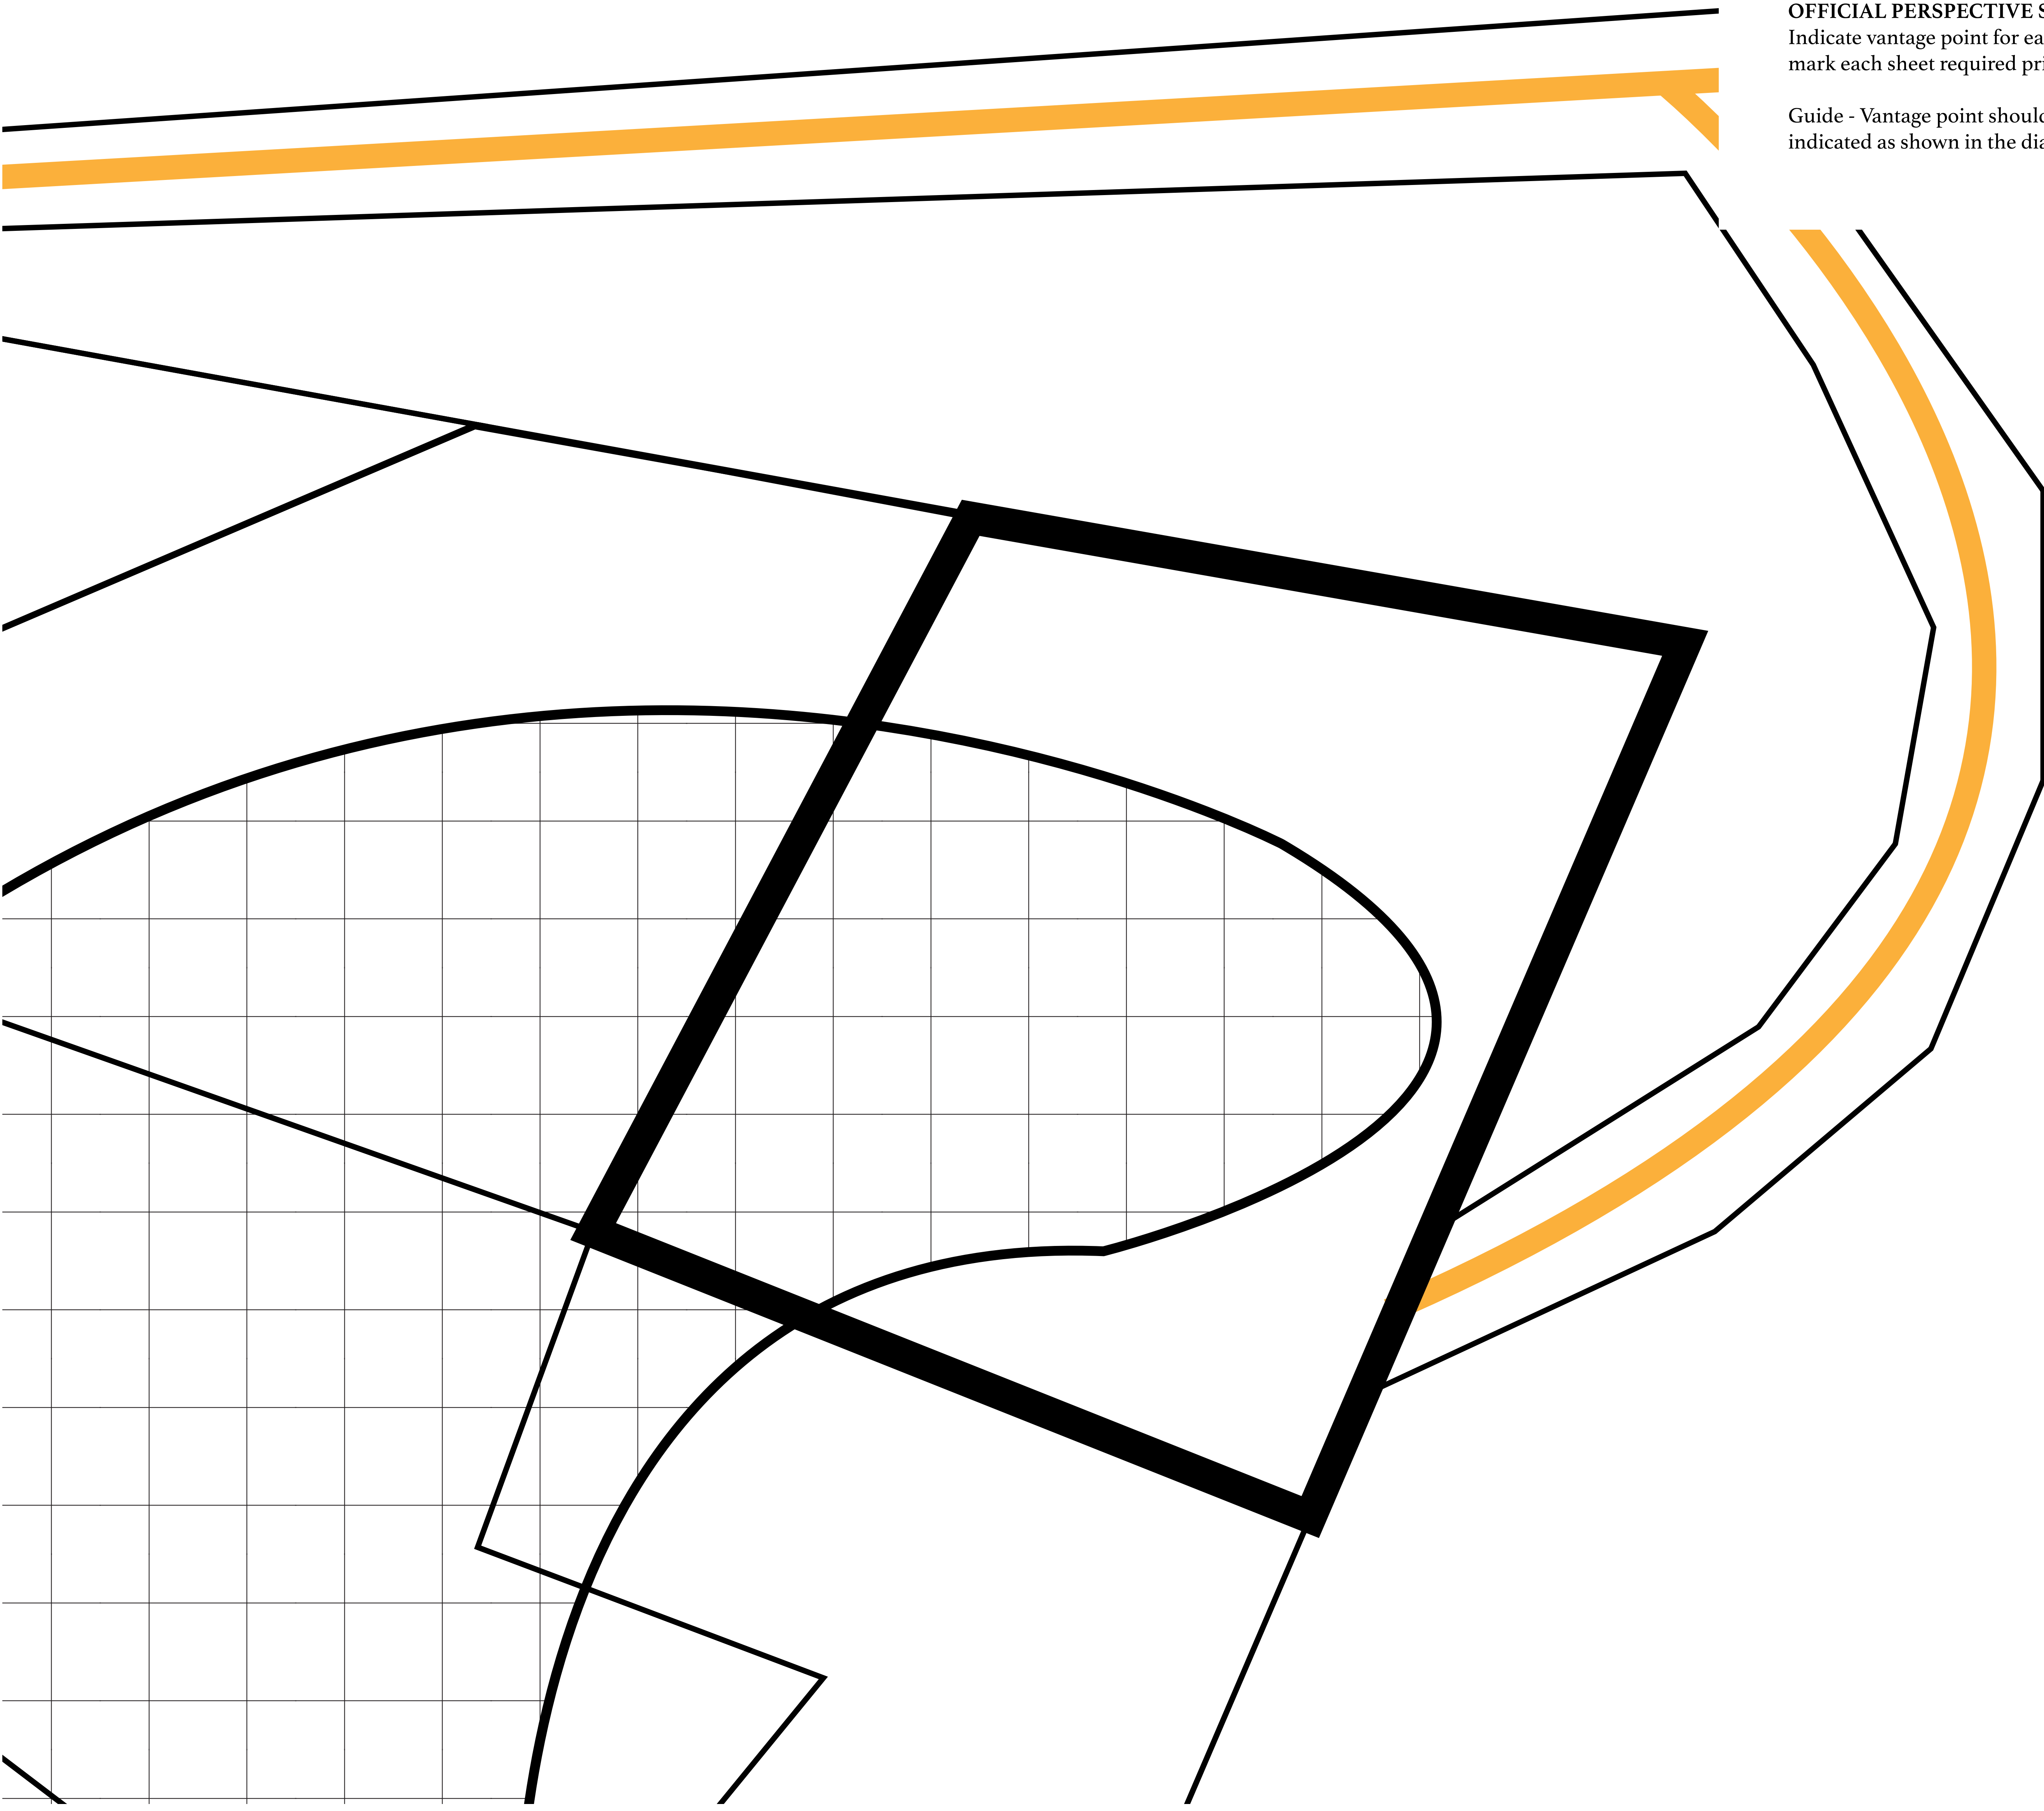 OFFICIAL PERSPECTIVE
Indicate vantage point for
mark each sheet required
Guide - Vantage point
indicated as shown in the